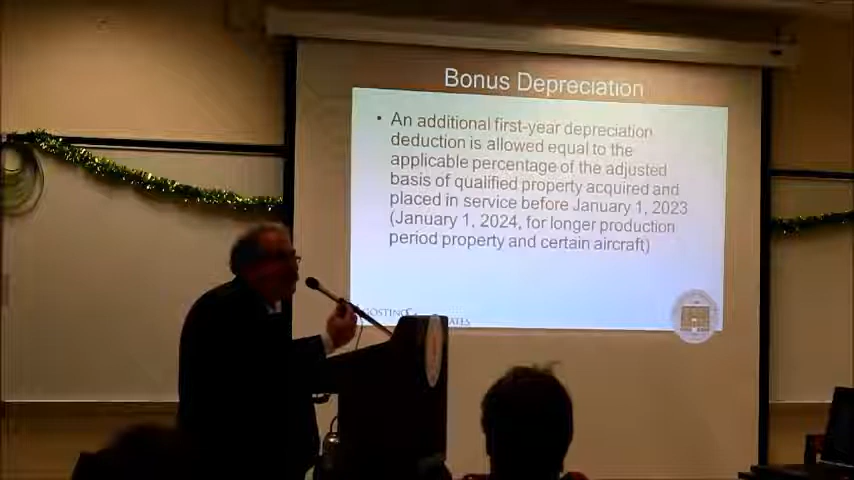 Bonus Depreciation
• An additional first-year depreciation
deduction is allowed equal to the
applicable percentage of the adjusted
basis of qualified property acquired and
placed in service before January 1, 2023
(January 1, 2024, for longer production
period property and certain aircraft)